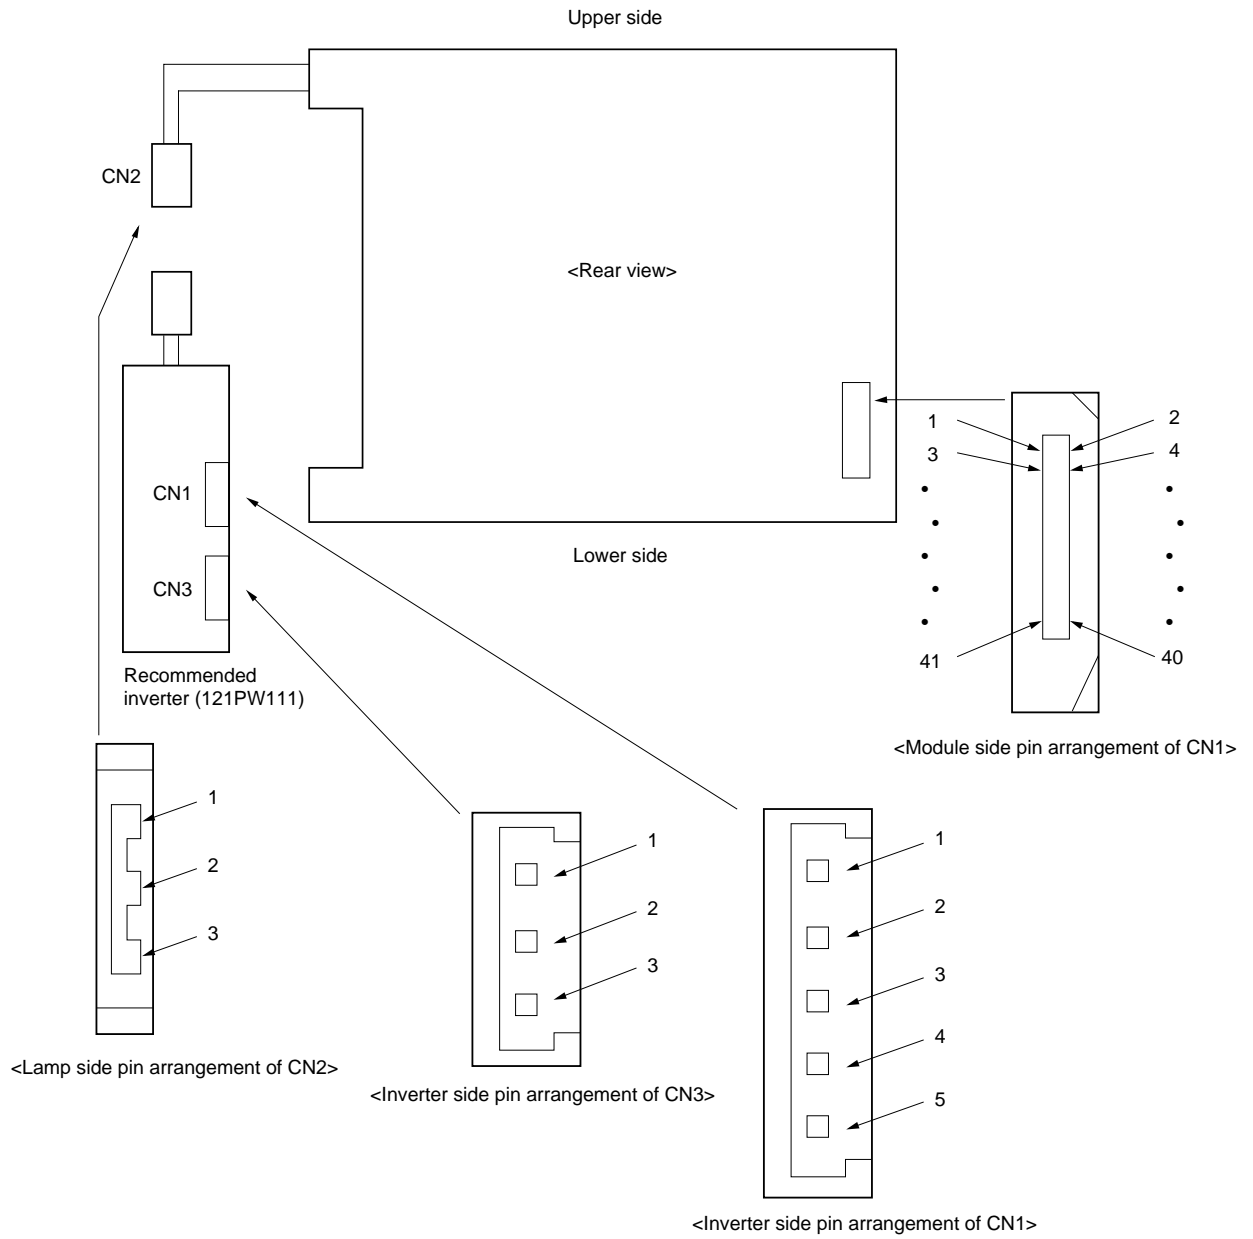 Upper side
CN2
<Rear view>
1
2
3
4
CN1
Lower side
CN3
41
40
Recommended
inverter (121PW111)
<Module side pin arrangement of CN1>
1
2
3
<Lamp side pin arrangement of CN2>
1
2
3
<Inverter side pin arrangement of CN3>
1
2
3
4
5
<Inverter side pin arrangement of CN1>